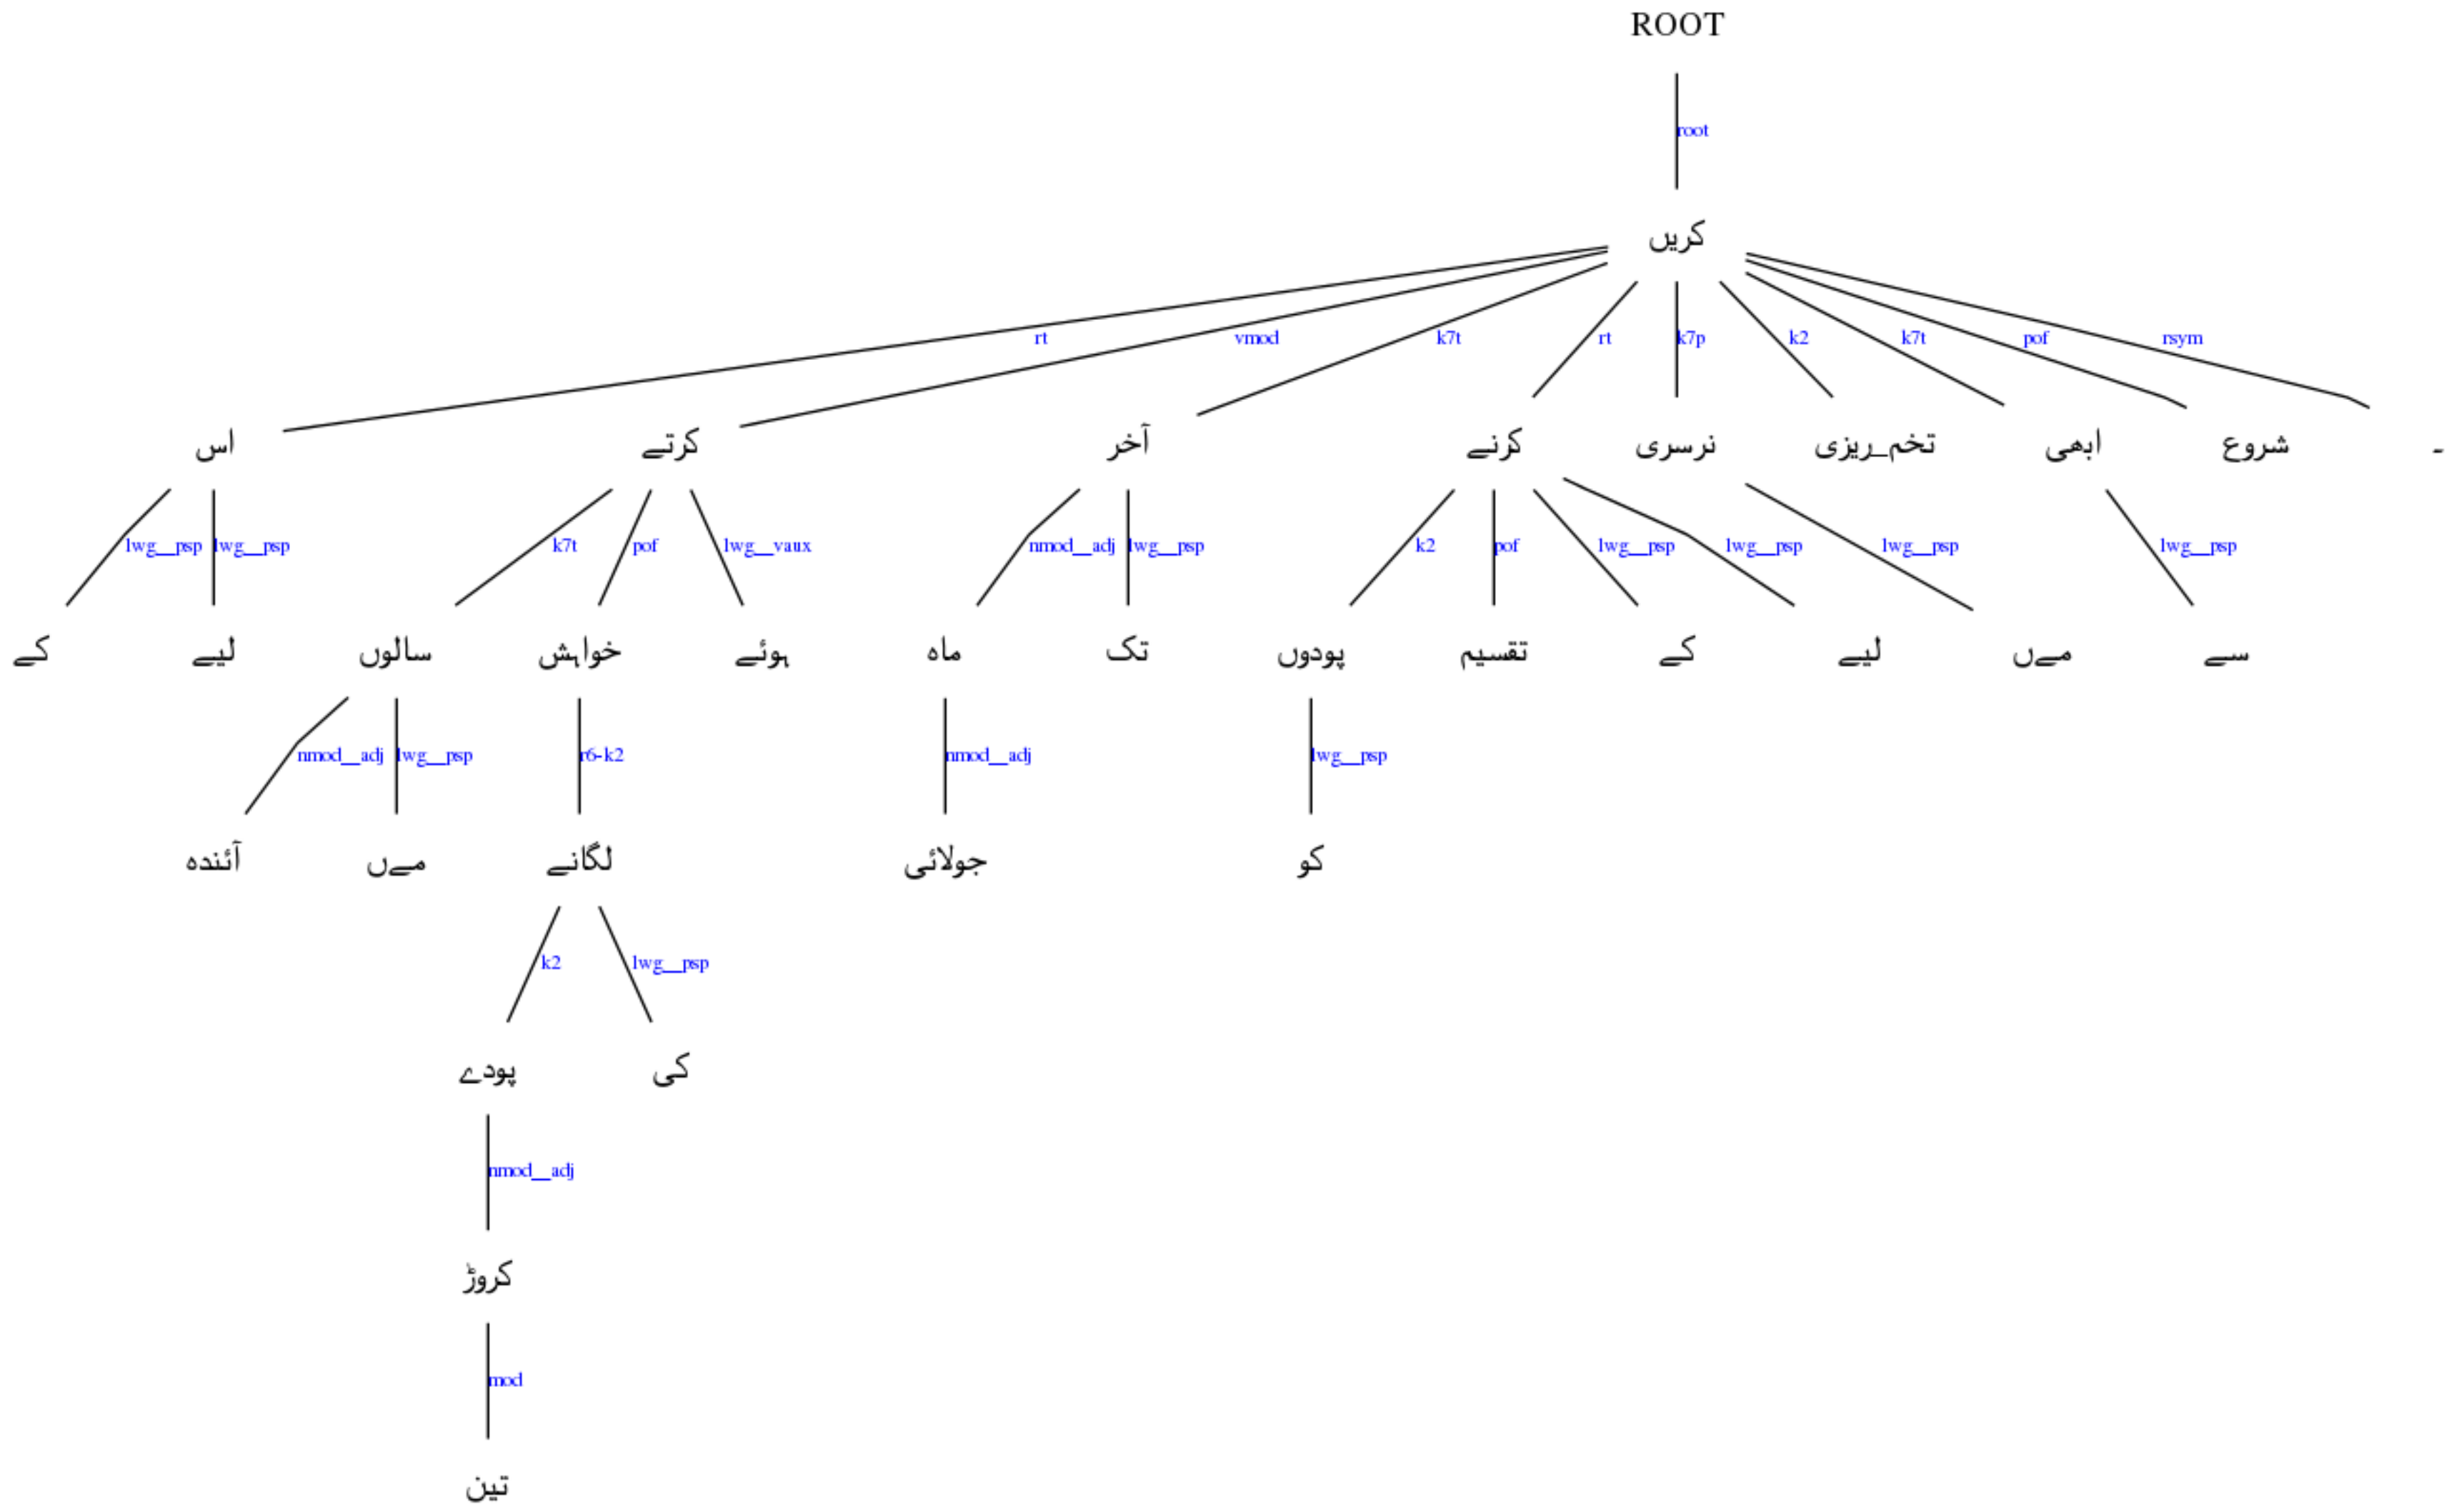 ROOT
root
کریں
rt vmod k7t rt k7p k2 k7t pof rsym
اس کرتے آخر کرنے نرسری تخم_ریزی ابھی شروع ۔
lwg__psp lwg__psp k7t pof lwg__vaux nmod__adj lwg__psp k2 pof lwg__psp lwg__psp lwg__psp lwg__psp
کے لیے سالوں خواہش ہوئے ماہ تک پودوں تقسیم کے لیے مےں سے
nmod__adj lwg__psp r6-k2 nmod__adj lwg__psp
آئندہ مےں لگانے جولائی کو
k2 lwg__psp
پودے کی
nmod__adj
کروڑ
mod
تین